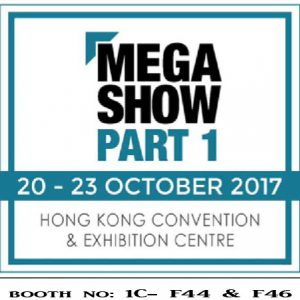 MEGA
SHOW
PART 1
20 - 23 OCTOBER 2017
HONG KONG CONVENTION
& EXHIBITION CENTRE
BOOTH NO: 1C- F44 & F46